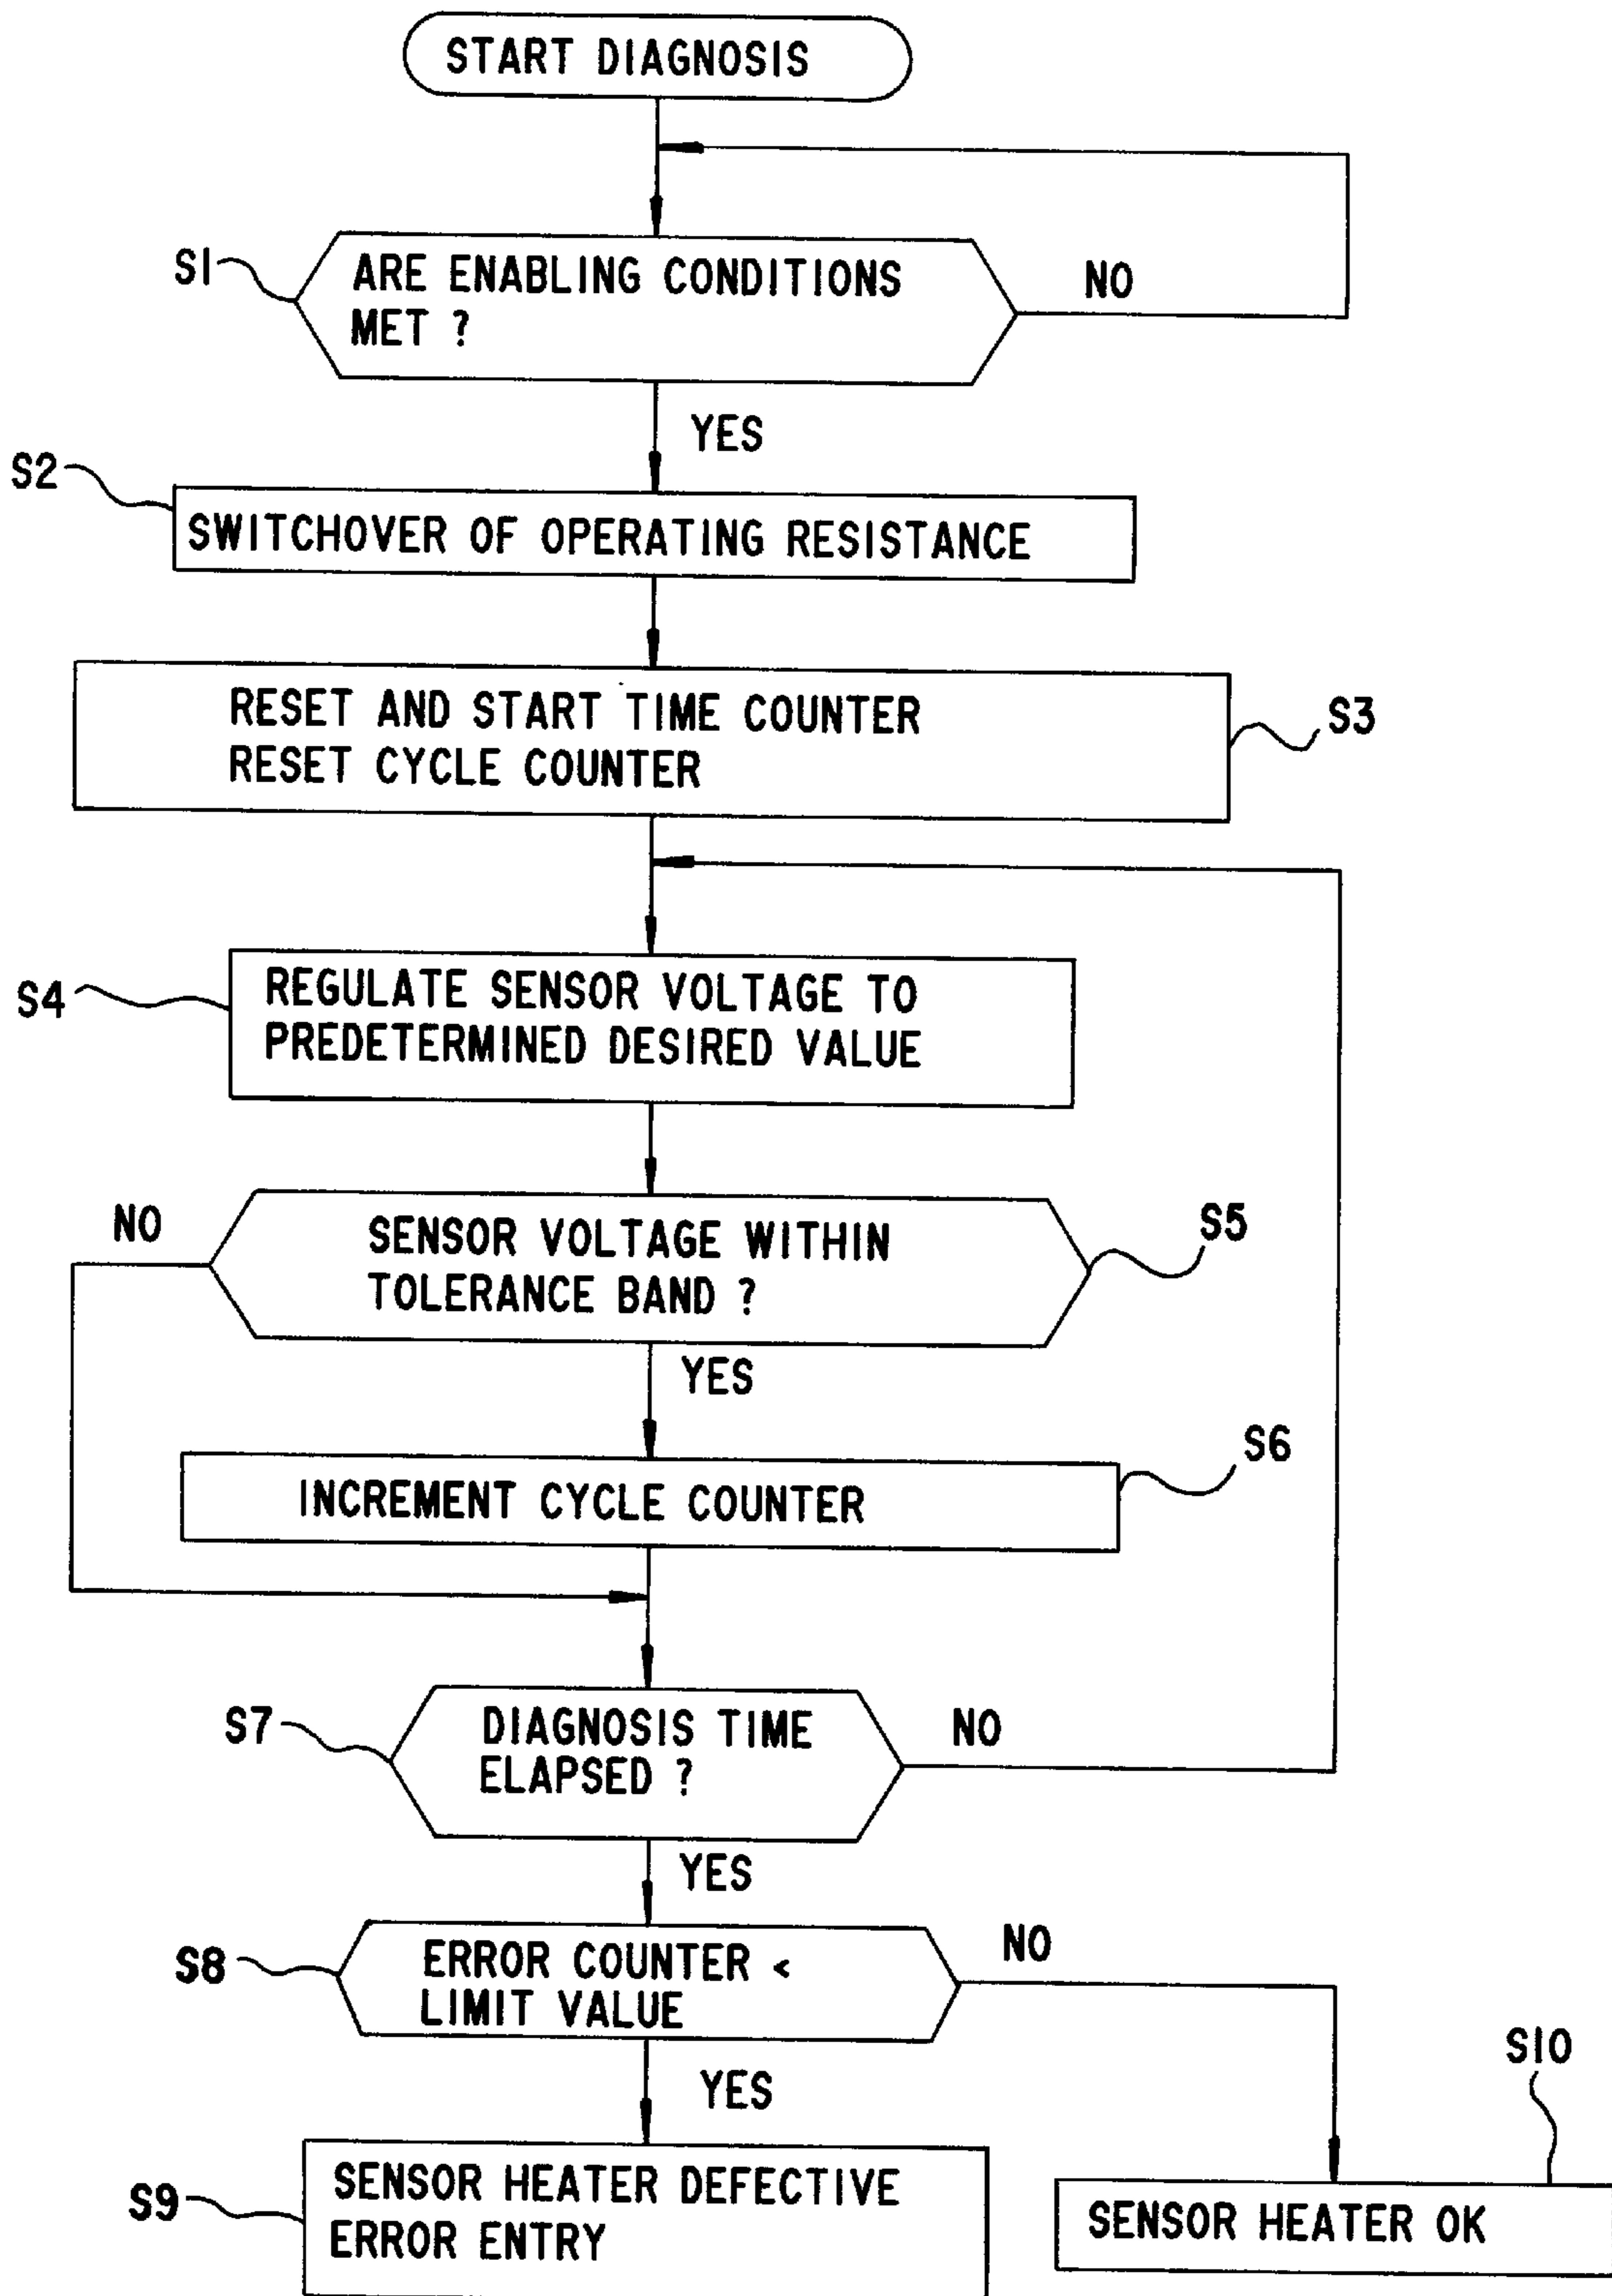 START DIAGNOSIS
S1
ARE ENABLING CONDITIONS
MET ?
NO
YES
S2
SWITCHOVER OF OPERATING RESISTANCE
RESET AND START TIME COUNTER
RESET CYCLE COUNTER
S3
S4
REGULATE SENSOR VOLTAGE TO
PREDETERMINED DESIRED VALUE
NO
SENSOR VOLTAGE WITHIN
TOLERANCE BAND ?
S5
YES
S6
INCREMENT CYCLE COUNTER
S7
DIAGNOSIS TIME
ELAPSED ?
NO
YES
S8
ERROR COUNTER <
LIMIT VALUE
NO
YES
S10
S9
SENSOR HEATER DEFECTIVE
ERROR ENTRY
SENSOR HEATER OK